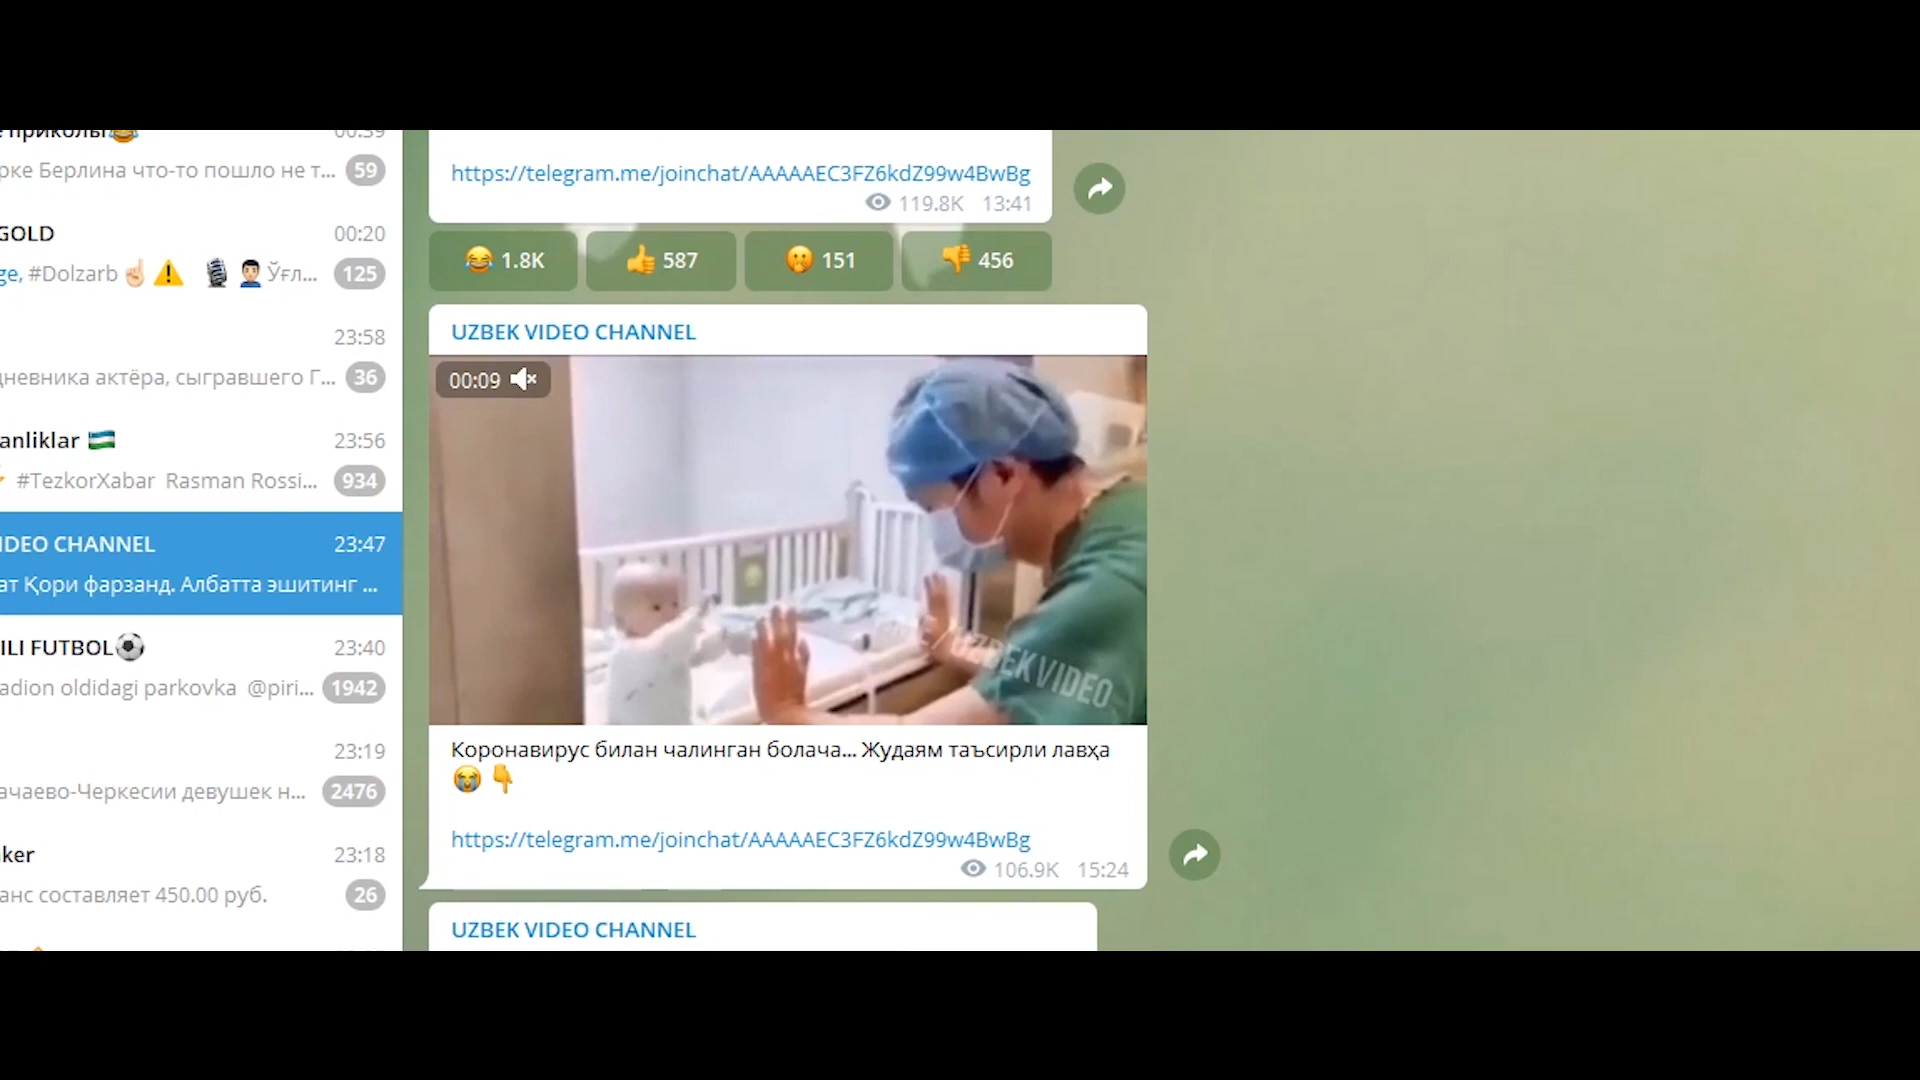 е приколы😂 00:39
рке Берлина что-то пошло не т... 59
GOLD 00:20
ge, #Dolzarb☝🏻⚠️ 🎙👨🏻‍💼Ўғл... 125
23:58
дневника актёра, сыгравшего Г... 36
anliklar 🇺🇿 23:56
#TezkorXabar Rasman Rossi... 934
IDEO CHANNEL 23:47
ат Қори фарзанд. Албатта эшитинг ...
ILI FUTBOL⚽ 23:40
adion oldidagi parkovka @piri... 1942
23:19
ачаево-Черкесии девушек н... 2476
ker 23:18
анс составляет 450.00 руб. 26
https://telegram.me/joinchat/AAAAAEC3FZ6kdZ99w4BwBg
119.8K 13:41
😂 1.8K 👍 587 🤭 151 👎 456
UZBEK VIDEO CHANNEL
00:09
/UZBEKVIDEO
Коронавирус билан чалинган болача... Жудаям таъсирли лавҳа
😭👇
https://telegram.me/joinchat/AAAAAEC3FZ6kdZ99w4BwBg
106.9K 15:24
UZBEK VIDEO CHANNEL